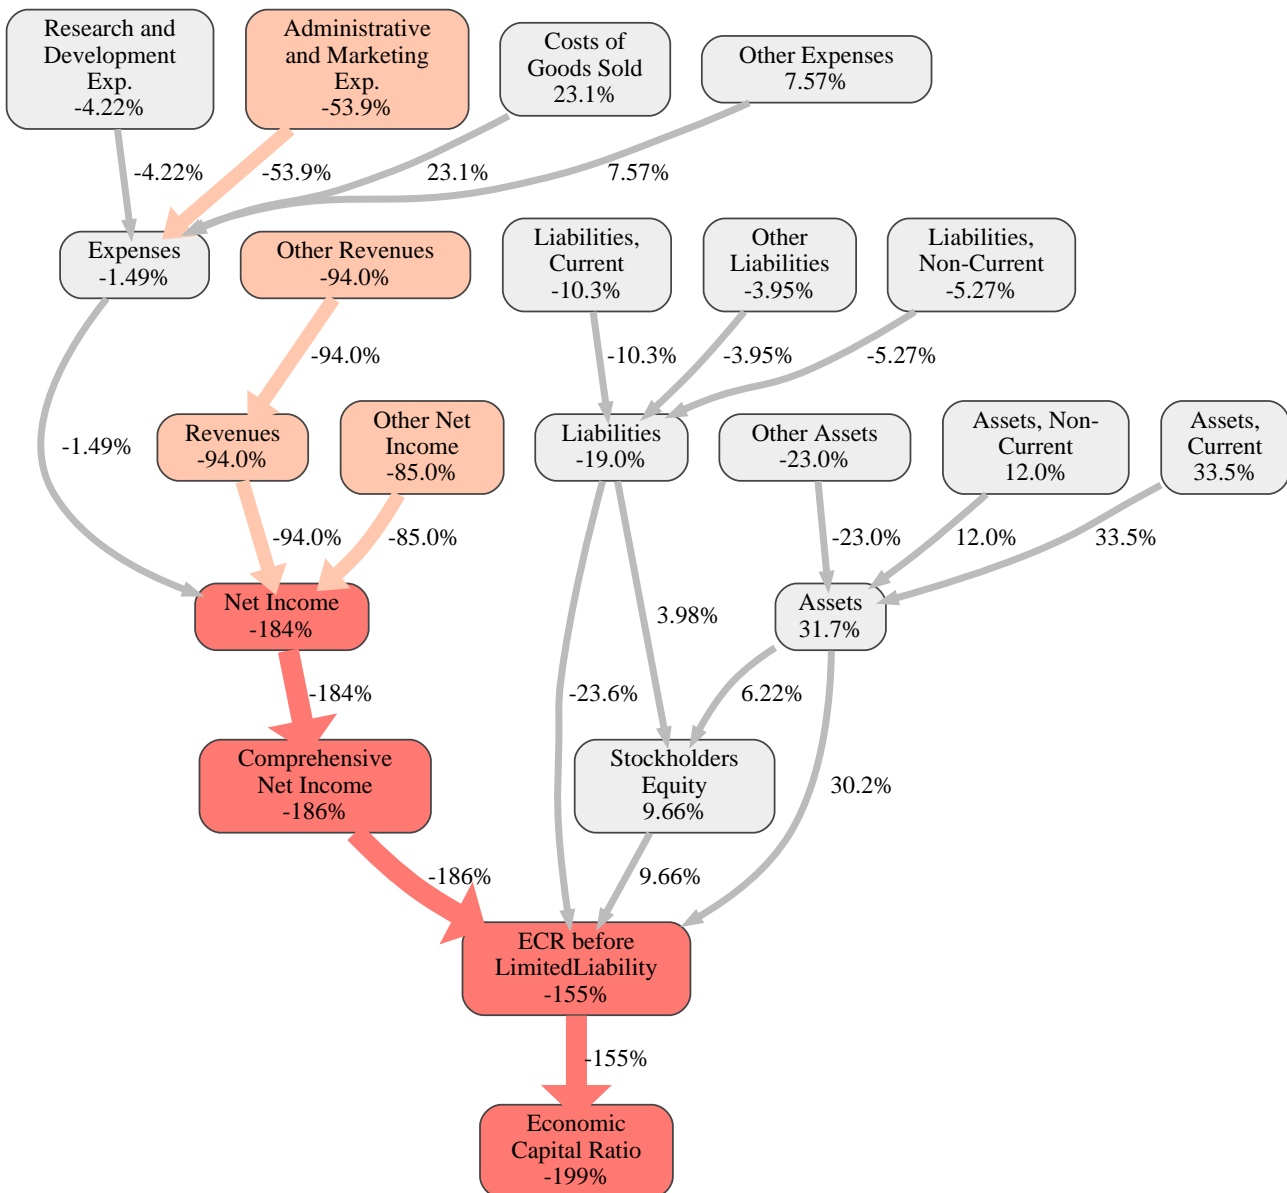 Research and
Development
Exp.
-4.22%
Administrative
and Marketing
Exp.
-53.9%
Costs of
Goods Sold
23.1%
Other Expenses
7.57%
-4.22%
-53.9%
23.1%
7.57%
Expenses
-1.49%
Other Revenues
-94.0%
Liabilities,
Current
-10.3%
Other
Liabilities
-3.95%
Liabilities,
Non-Current
-5.27%
-94.0%
-10.3%
-3.95%
-5.27%
-1.49%
Revenues
-94.0%
Other Net
Income
-85.0%
Liabilities
-19.0%
Other Assets
-23.0%
Assets, Non-
Current
12.0%
Assets,
Current
33.5%
-94.0%
-85.0%
-23.0%
12.0%
33.5%
Net Income
-184%
3.98%
Assets
31.7%
-184%
-23.6%
6.22%
Comprehensive
Net Income
-186%
Stockholders
Equity
9.66%
30.2%
-186%
9.66%
ECR before
LimitedLiability
-155%
-155%
Economic
Capital Ratio
-199%